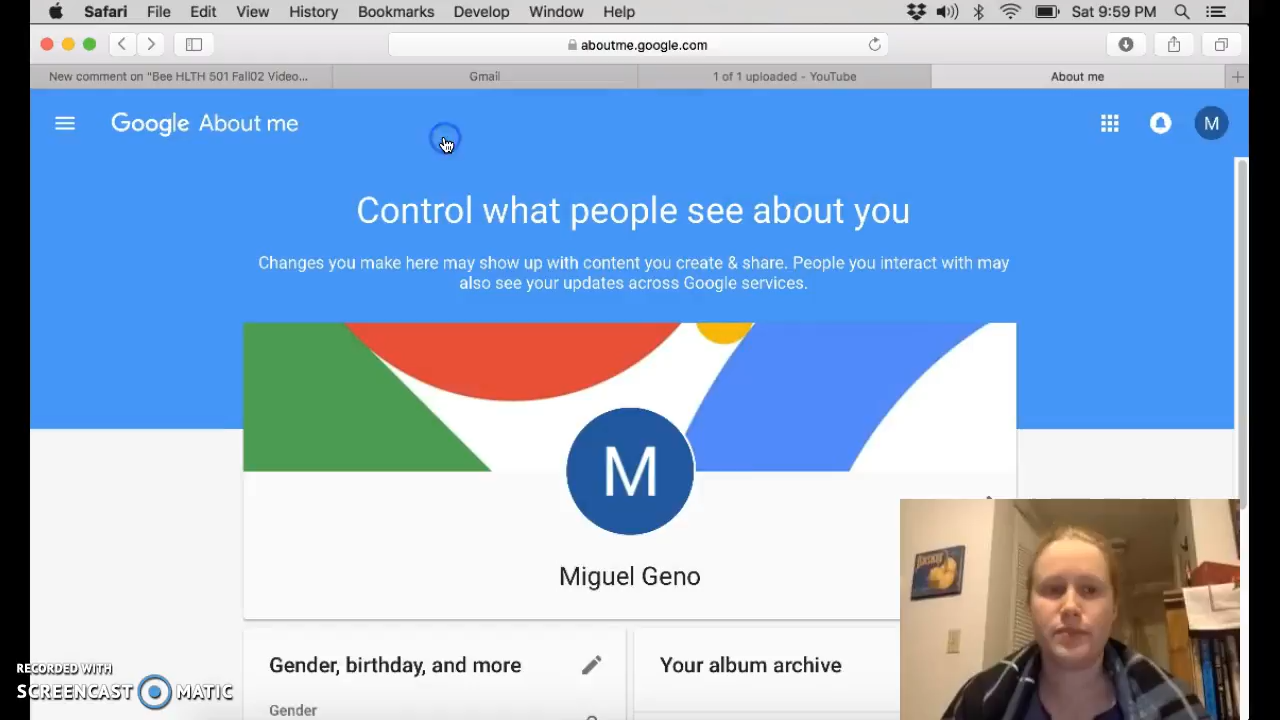 Safari File Edit View History Bookmarks Develop Window Help Sat 9:59 PM
aboutme.google.com
New comment on "Bee HLTH 501 Fall02 Video... Gmail 1 of 1 uploaded - YouTube About me
Google About me M
Control what people see about you
Changes you make here may show up with content you create & share. People you interact with may
also see your updates across Google services.
M
Miguel Geno
Gender, birthday, and more Your album archive
Gender
RECORDED WITH
SCREENCAST MATIC